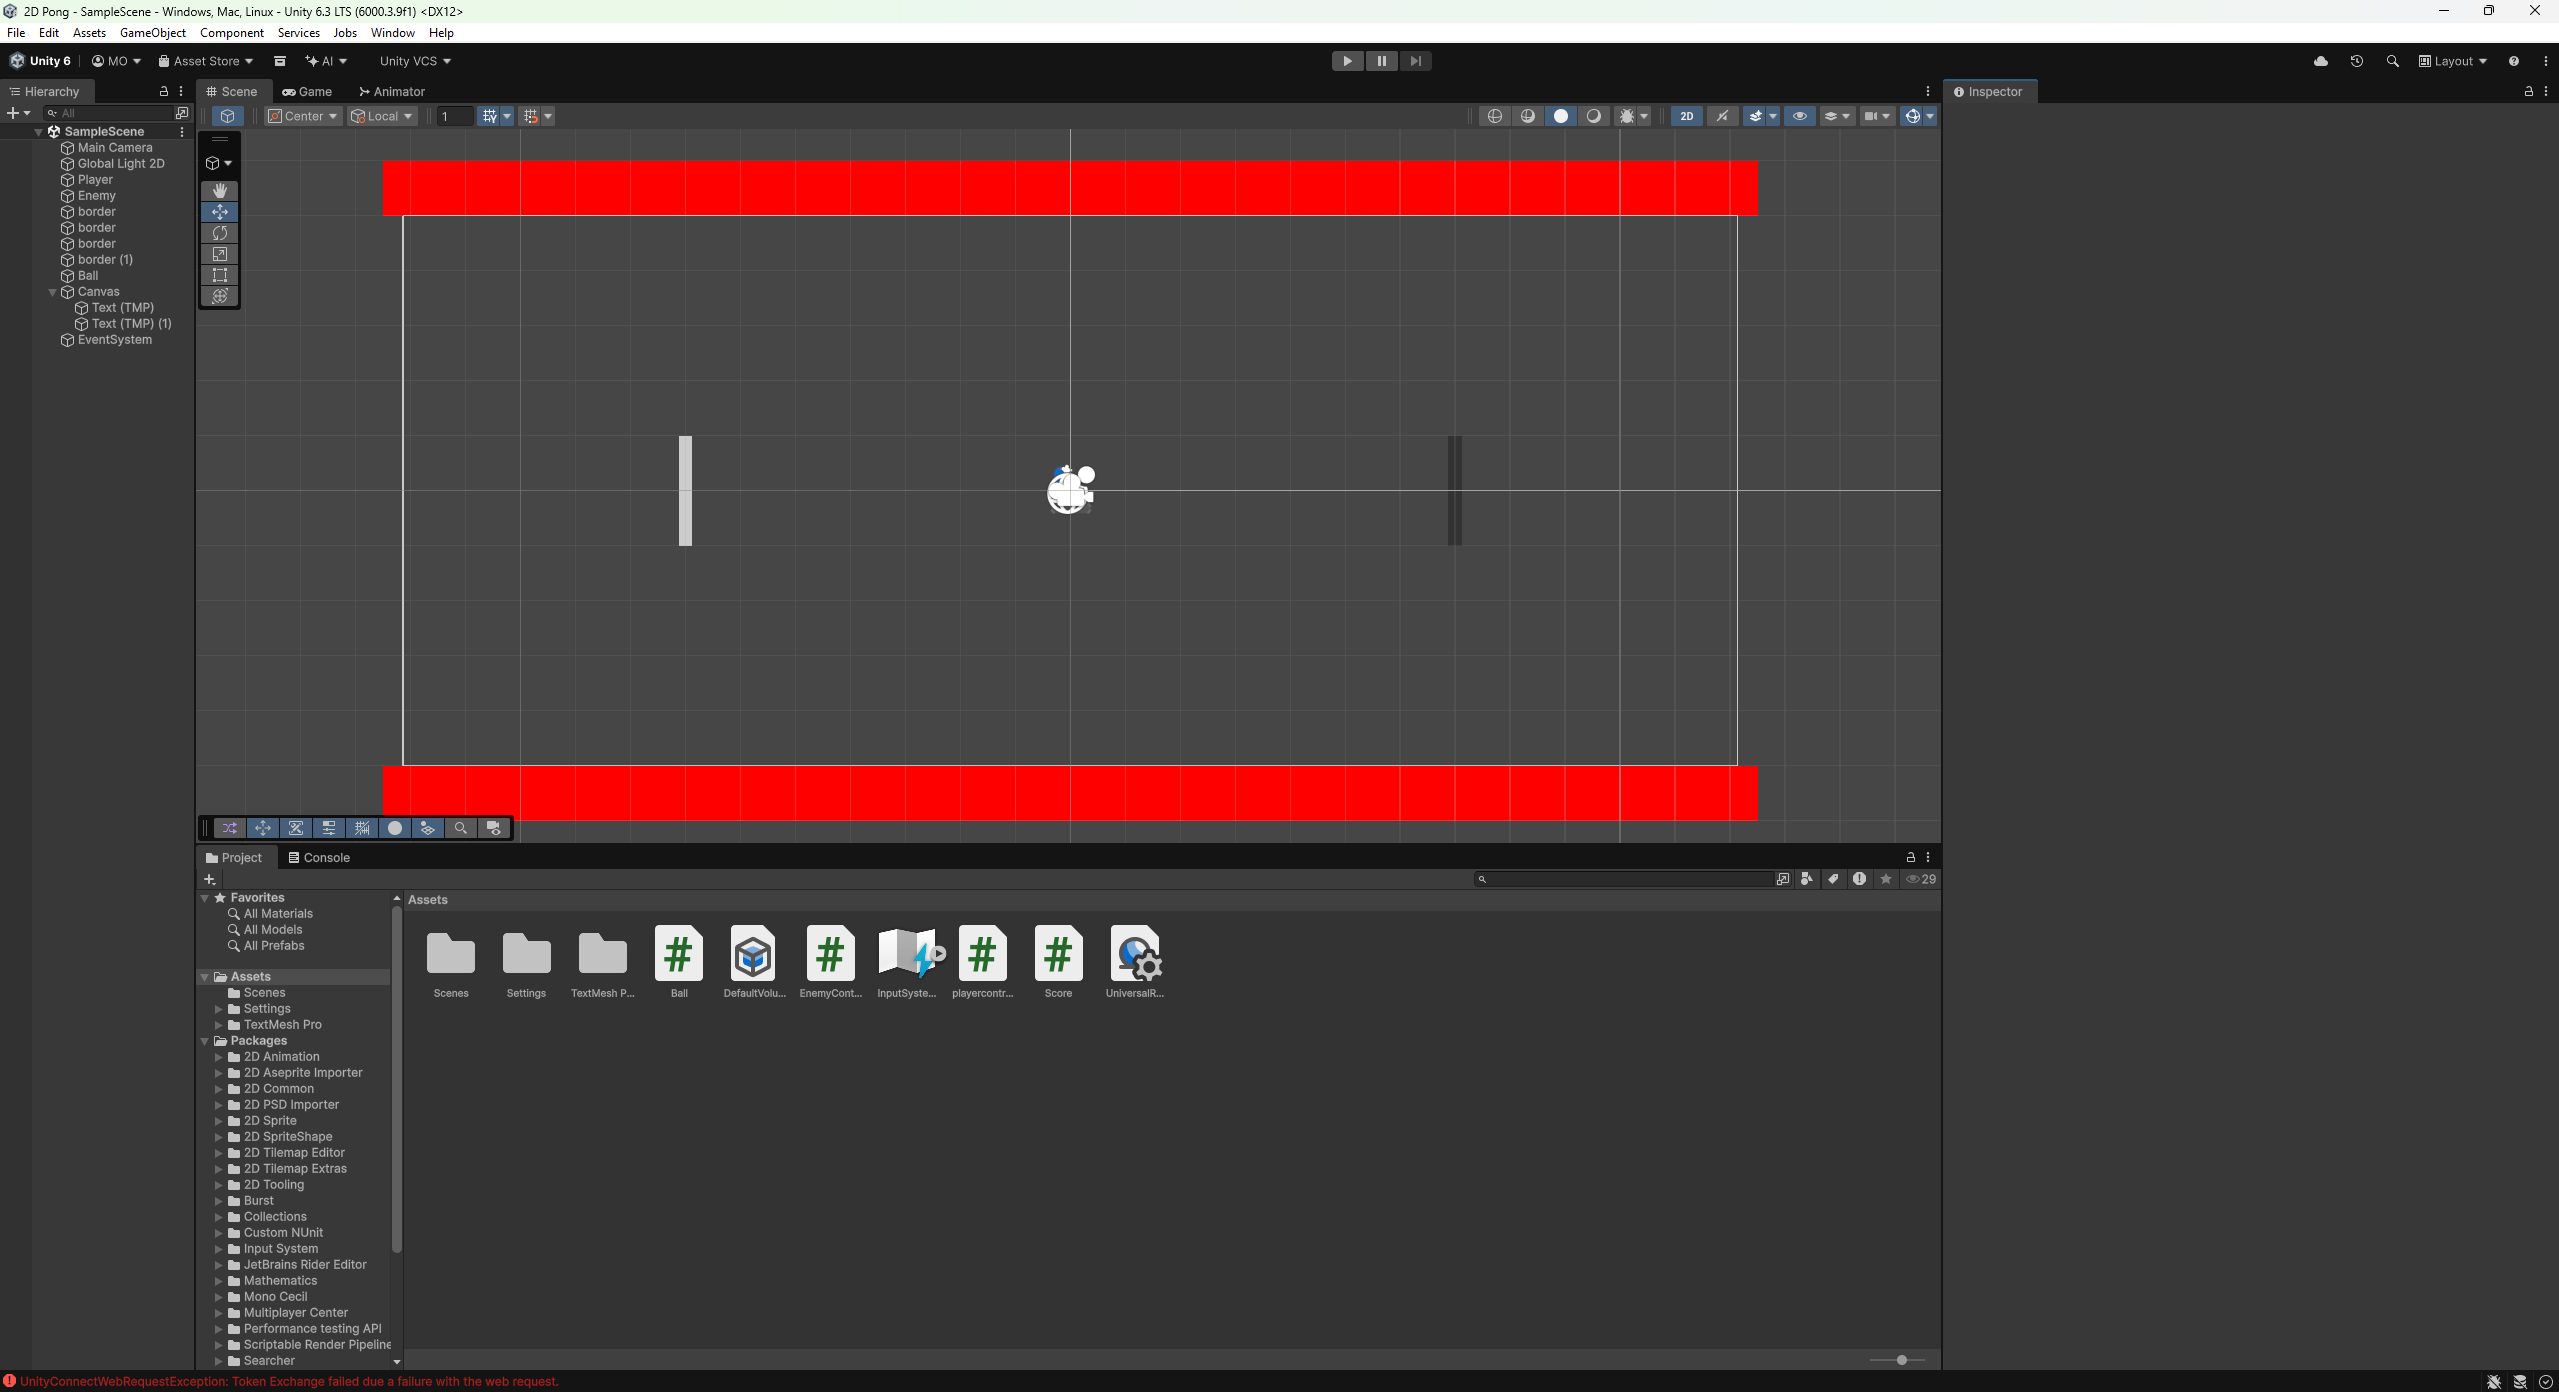 2D Pong - SampleScene - Windows, Mac, Linux - Unity 6.3 LTS (6000.3.9f1) <DX12>
File Edit Assets GameObject Component Services Jobs Window Help
Unity 6 MO Asset Store AI Unity VCS Layout
Hierarchy
Scene Game Animator
Inspector
All
Center Local 1 2D
SampleScene
Main Camera
Global Light 2D
Player
Enemy
border
border
border
border (1)
Ball
Canvas
Text (TMP)
Text (TMP) (1)
EventSystem
Project Console
29
Favorites
All Materials
All Models
All Prefabs
Assets
Scenes
Settings
TextMesh Pro
Packages
2D Animation
2D Aseprite Importer
2D Common
2D PSD Importer
2D Sprite
2D SpriteShape
2D Tilemap Editor
2D Tilemap Extras
2D Tooling
Burst
Collections
Custom NUnit
Input System
JetBrains Rider Editor
Mathematics
Mono Cecil
Multiplayer Center
Performance testing API
Scriptable Render Pipeline
Searcher
Assets
Scenes Settings TextMesh P... Ball DefaultVolu... EnemyCont... InputSyste... playercontr... Score UniversalR...
UnityConnectWebRequestException: Token Exchange failed due a failure with the web request.